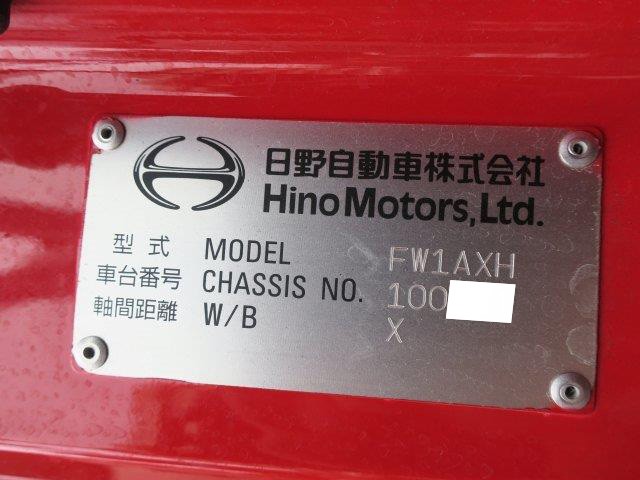 日野自動車株式会社
Hino Motors, Ltd.
型式 MODEL FW1AXH
車台番号 CHASSIS NO. 100
軸間距離 W/B X